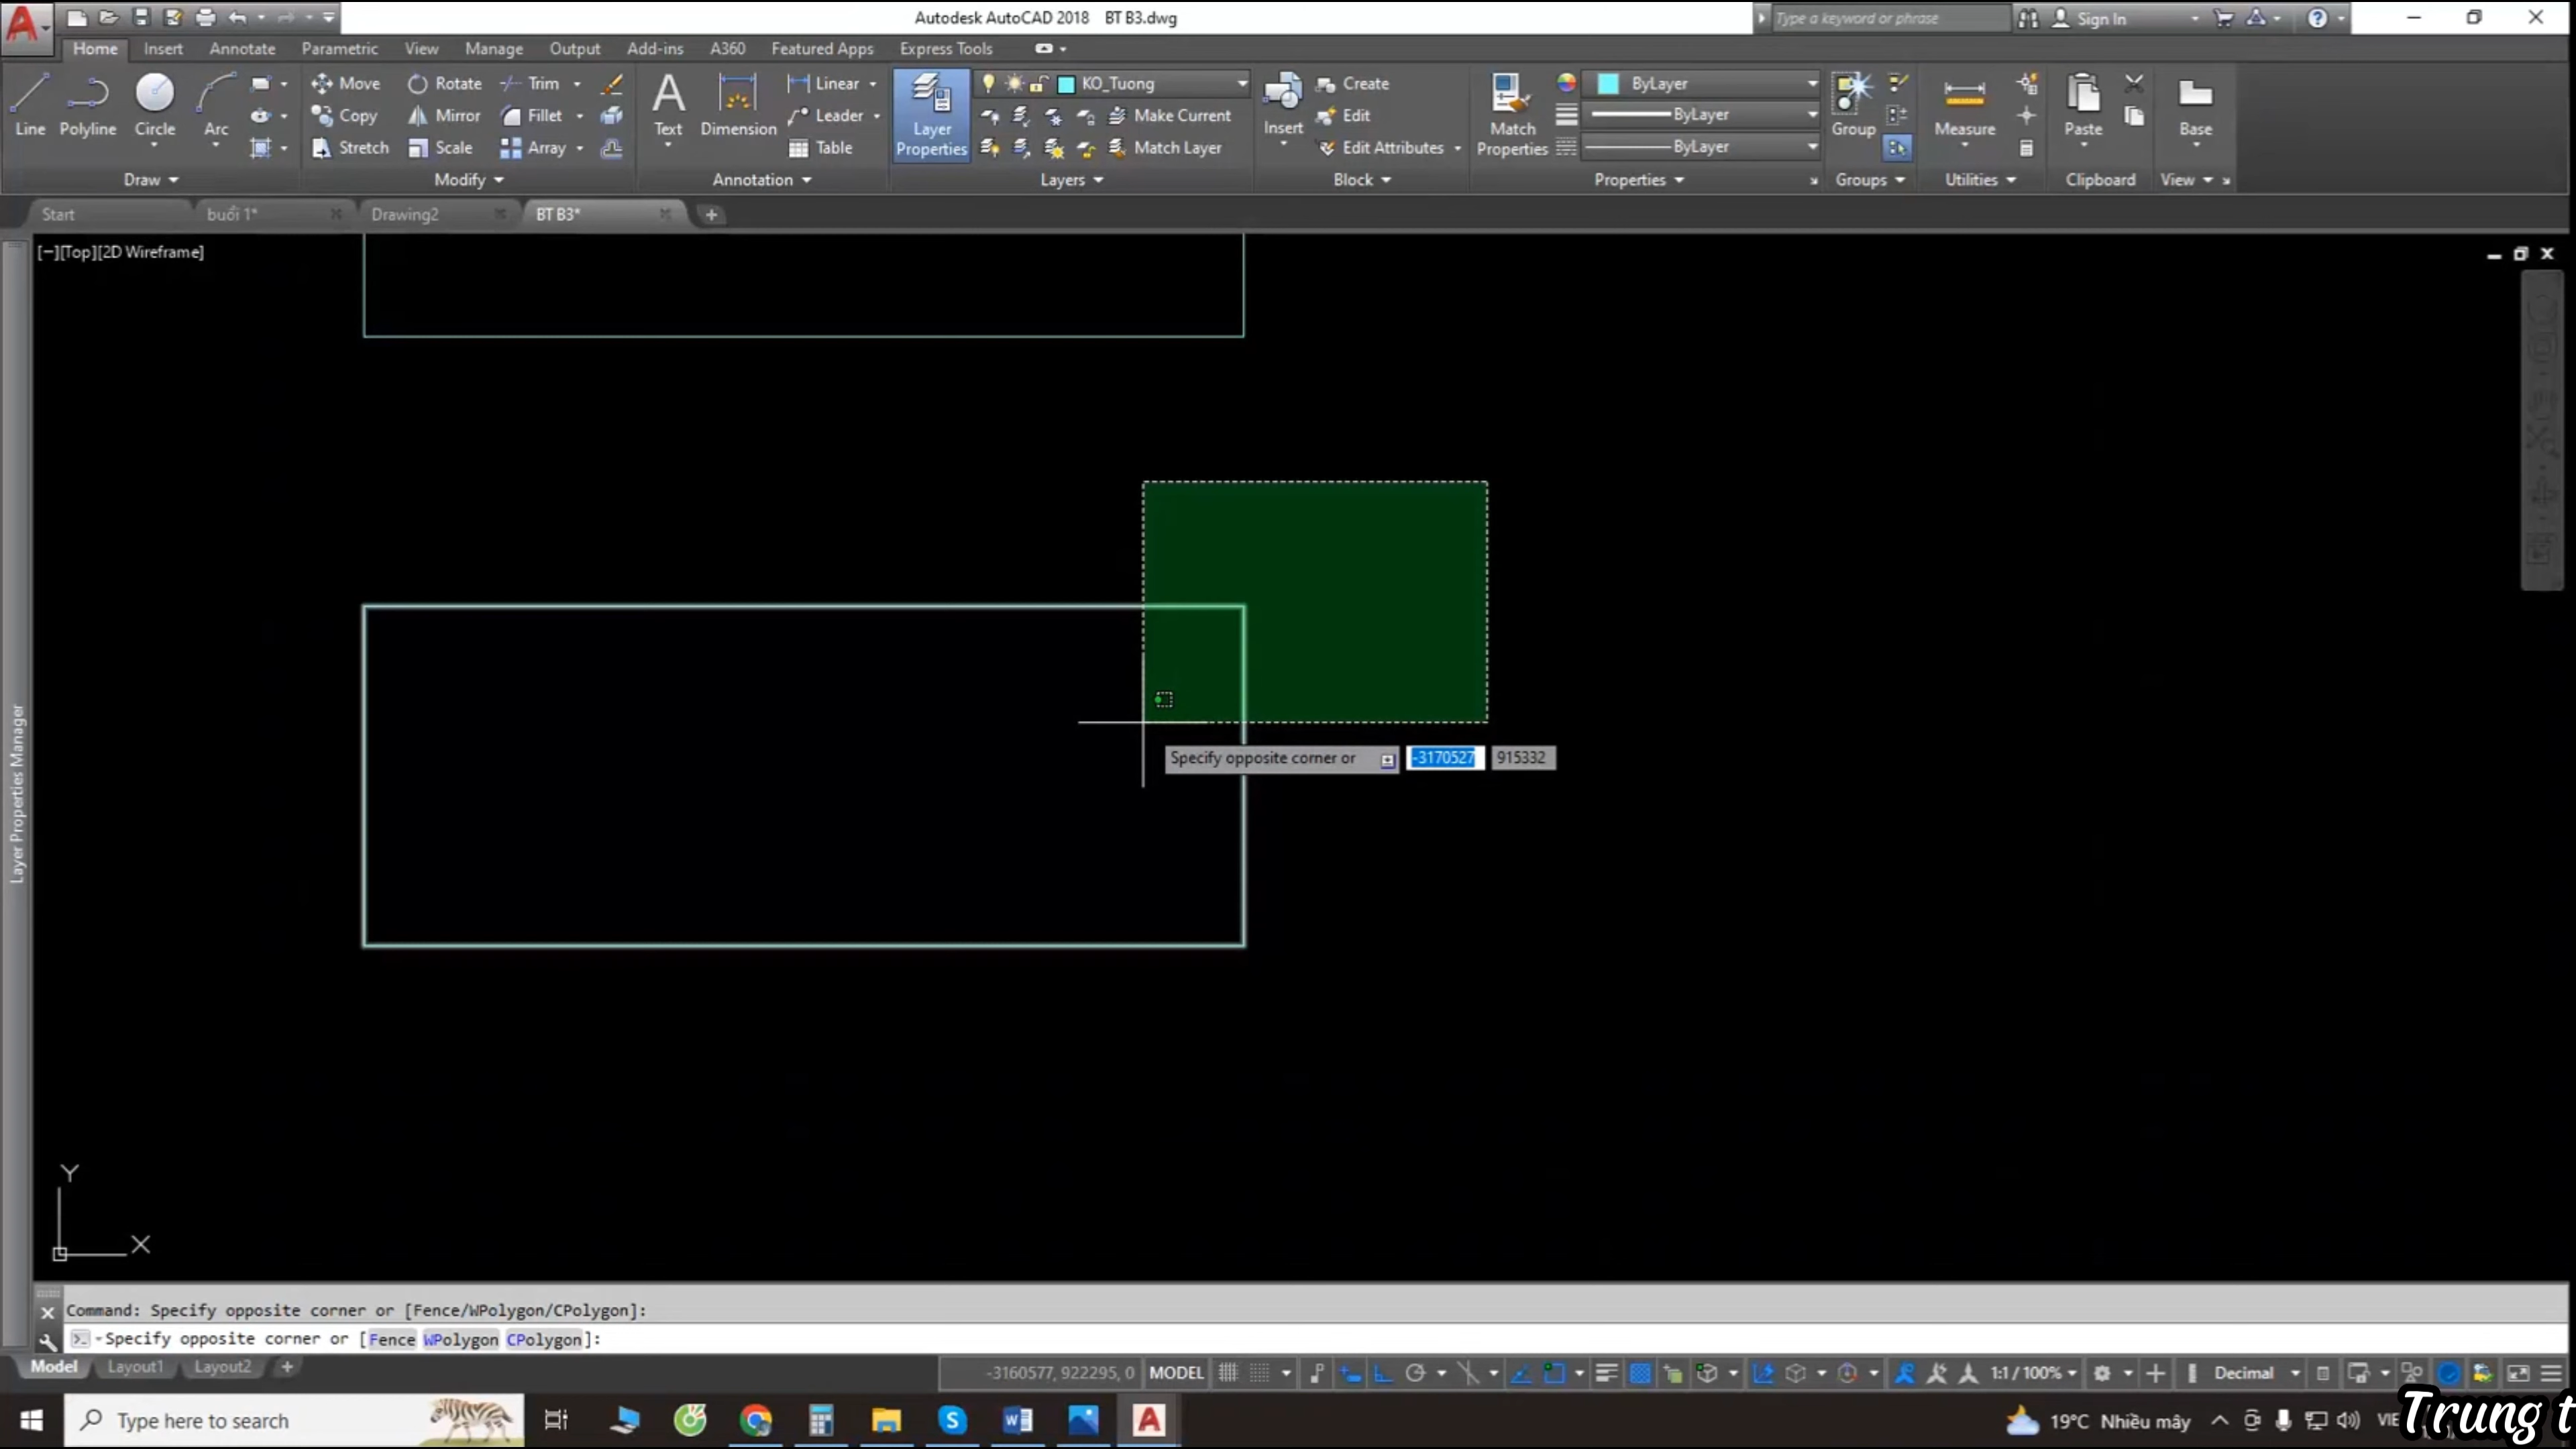 Autodesk AutoCAD 2018 BT B3.dwg
Type a keyword or phrase
Sign In
Home Insert Annotate Parametric View Manage Output Add-ins A360 Featured Apps Express Tools
Line Polyline Circle Arc
Move Rotate Trim
Copy Mirror Fillet
Stretch Scale Array
Text Dimension
Linear
Leader
Table
Layer Properties
KO_Tuong
Make Current
Match Layer
Insert
Create
Edit
Edit Attributes
Match Properties
ByLayer
ByLayer
ByLayer
Group Measure Paste Base
Draw Modify Annotation Layers Block Properties Groups Utilities Clipboard View
Start buổi 1* Drawing2 BT B3*
[−][Top][2D Wireframe]
Layer Properties Manager
Specify opposite corner or -3170527 915332
Y
X
Command: Specify opposite corner or [Fence/WPolygon/CPolygon]:
Specify opposite corner or [Fence WPolygon CPolygon]:
Model Layout1 Layout2
-3160577, 922295, 0 MODEL 1:1 / 100% Decimal
Type here to search
19°C Nhiều mây VIE
Trung t